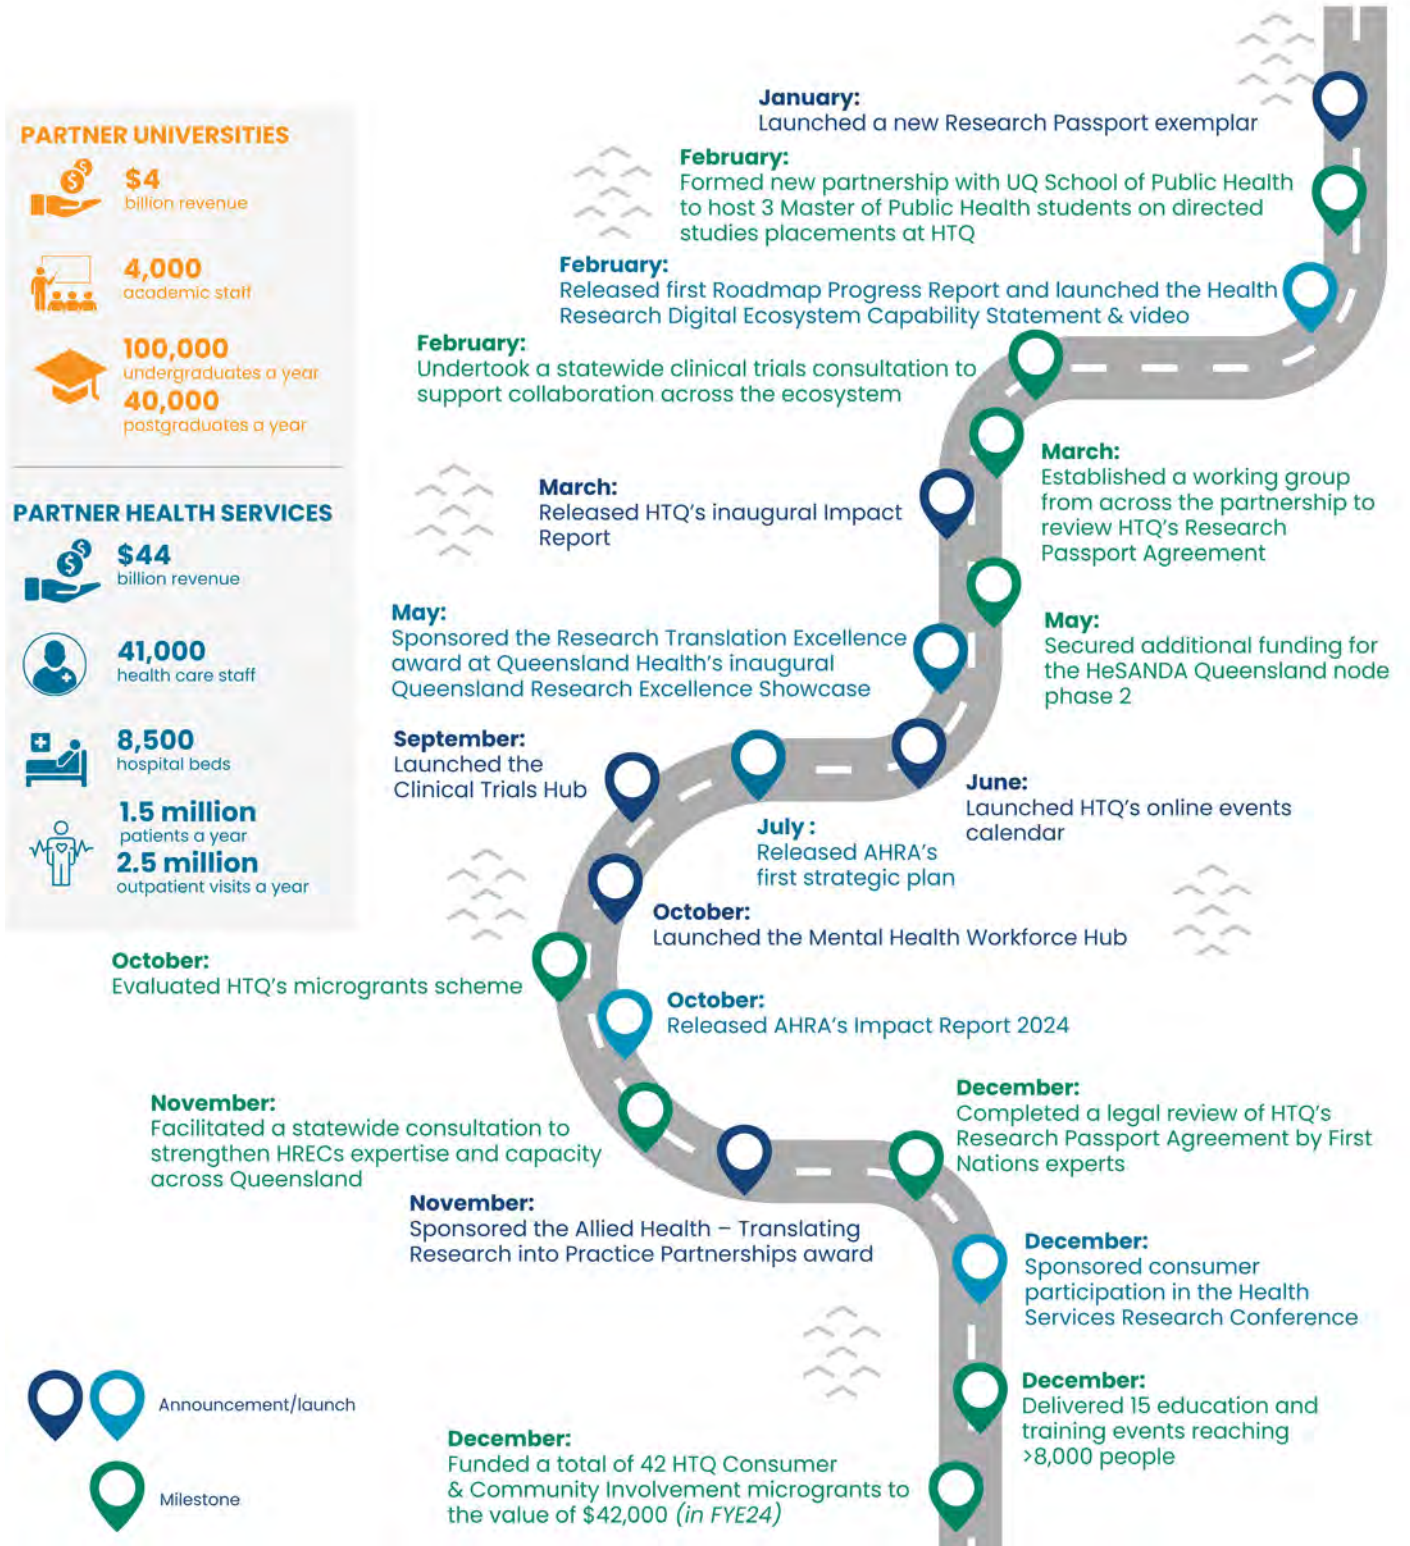 PARTNER UNIVERSITIES
$4
billion revenue
4,000
academic staff
100,000
undergraduates a year
40,000
postgraduates a year
PARTNER HEALTH SERVICES
$44
billion revenue
41,000
health care staff
8,500
hospital beds
1.5 million
patients a year
2.5 million
outpatient visits a year
January:
Launched a new Research Passport exemplar
February:
Formed new partnership with UQ School of Public Health
to host 3 Master of Public Health students on directed
studies placements at HTQ
February:
Released first Roadmap Progress Report and launched the Health
Research Digital Ecosystem Capability Statement & video
February:
Undertook a statewide clinical trials consultation to
support collaboration across the ecosystem
March:
Established a working group
from across the partnership to
review HTQ's Research
Passport Agreement
March:
Released HTQ's inaugural Impact
Report
May:
Secured additional funding for
the HeSANDA Queensland node
phase 2
May:
Sponsored the Research Translation Excellence
award at Queensland Health's inaugural
Queensland Research Excellence Showcase
June:
Launched HTQ's online events
calendar
July :
Released AHRA's
first strategic plan
September:
Launched the
Clinical Trials Hub
October:
Launched the Mental Health Workforce Hub
October:
Evaluated HTQ's microgrants scheme
October:
Released AHRA's Impact Report 2024
November:
Facilitated a statewide consultation to
strengthen HRECs expertise and capacity
across Queensland
November:
Sponsored the Allied Health – Translating
Research into Practice Partnerships award
December:
Completed a legal review of HTQ's
Research Passport Agreement by First
Nations experts
December:
Sponsored consumer
participation in the Health
Services Research Conference
December:
Delivered 15 education and
training events reaching
>8,000 people
December:
Funded a total of 42 HTQ Consumer
& Community Involvement microgrants to
the value of $42,000 (in FYE24)
Announcement/launch
Milestone